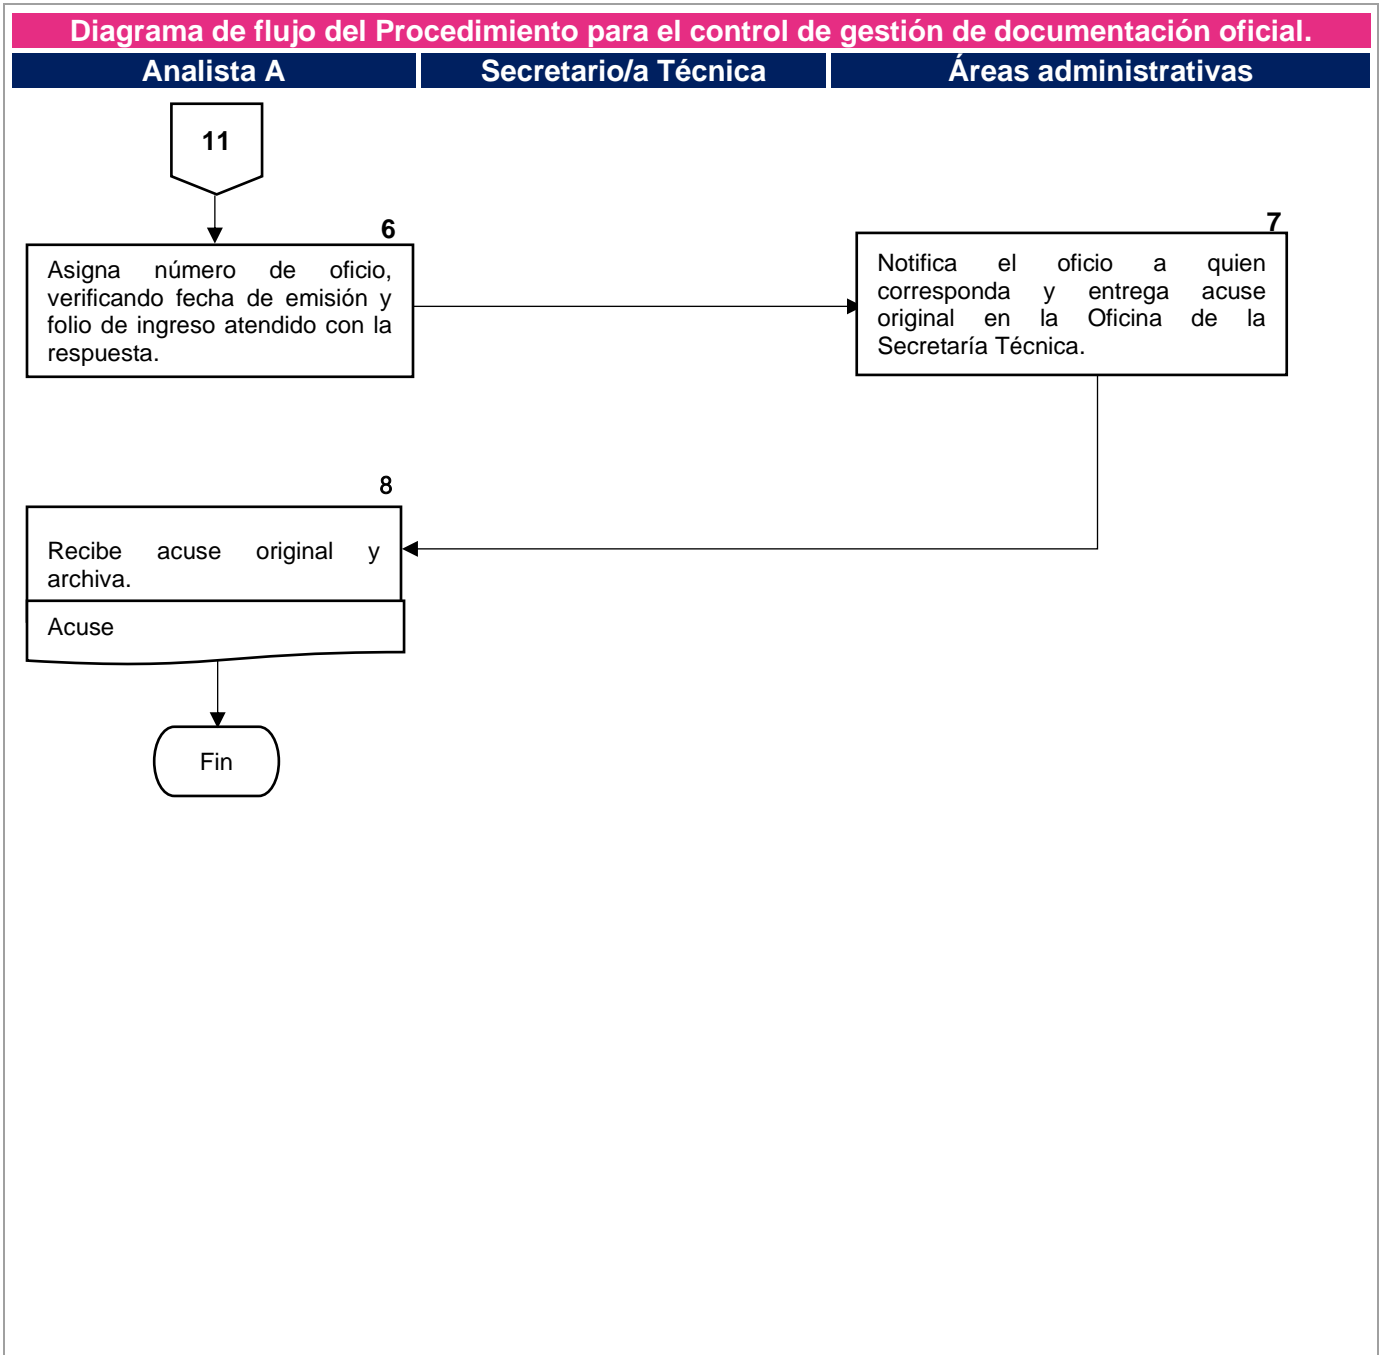 Diagrama de flujo del Procedimiento para el control de gestión de documentación oficial.
Analista A
Secretario/a Técnica
Áreas administrativas
11
6
Asigna número de oficio,
verificando fecha de emisión y
folio de ingreso atendido con la
respuesta.
7
Notifica el oficio a quien
corresponda y entrega acuse
original en la Oficina de la
Secretaría Técnica.
8
Recibe acuse original y
archiva.
Acuse
Fin